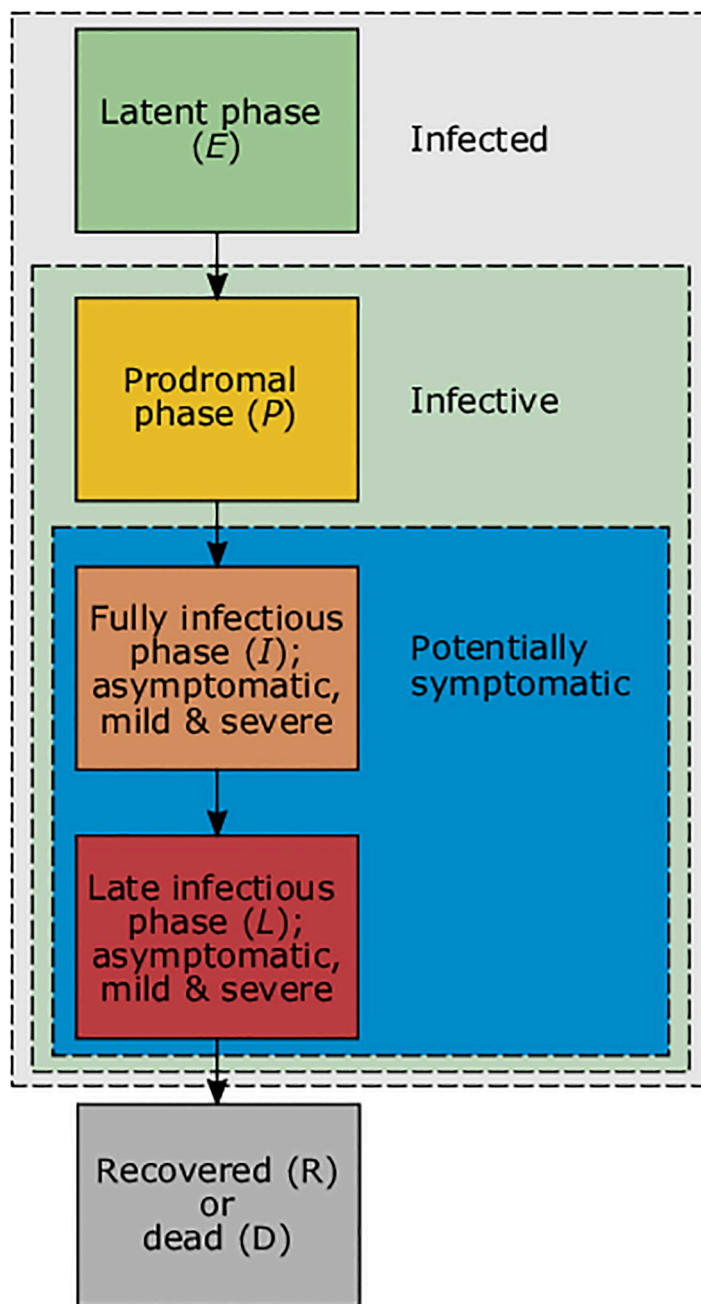 Latent phase
(E)
Infected
Prodromal
phase (P)
Infective
Fully infectious
phase (I);
asymptomatic,
mild & severe
Potentially
symptomatic
Late infectious
phase (L);
asymptomatic,
mild & severe
Recovered (R)
or
dead (D)